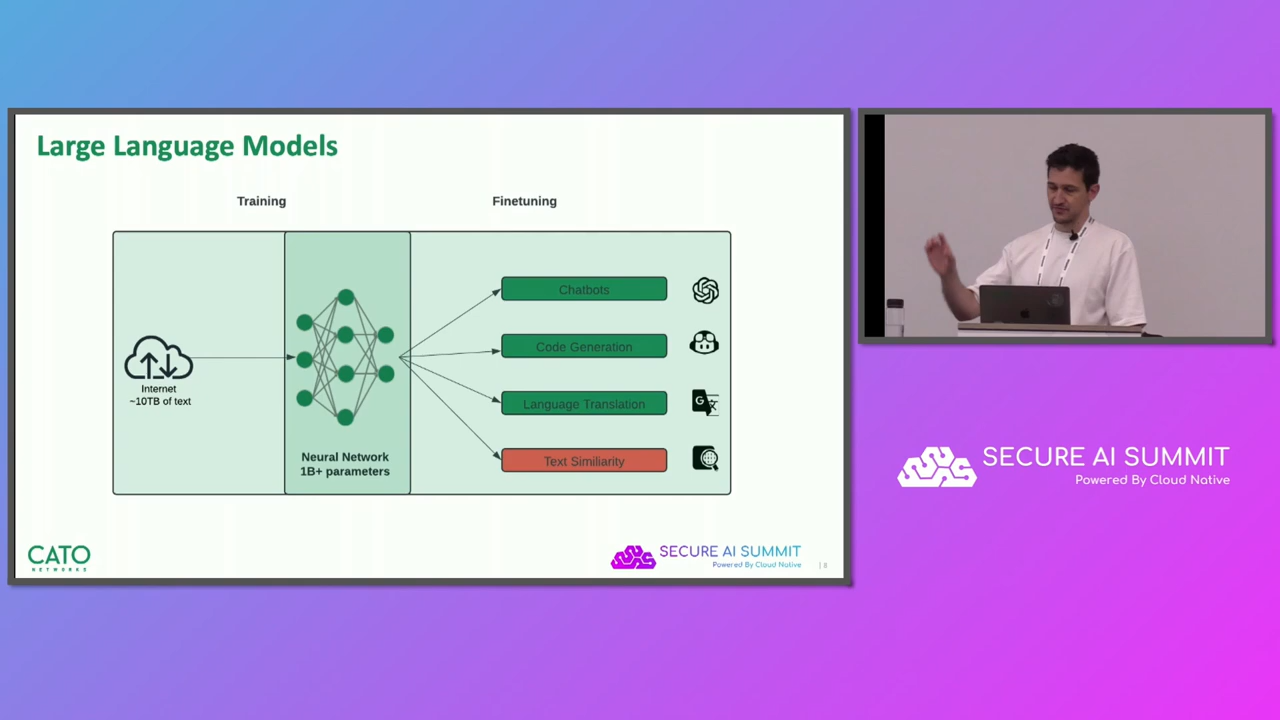 Large Language Models
Training
Finetuning
Internet
~10TB of text
Neural Network
1B+ parameters
Chatbots
Code Generation
Language Translation
Text Similiarity
CATO
NETWORKS
SECURE AI SUMMIT
Powered By Cloud Native
| 8
SECURE AI SUMMIT
Powered By Cloud Native